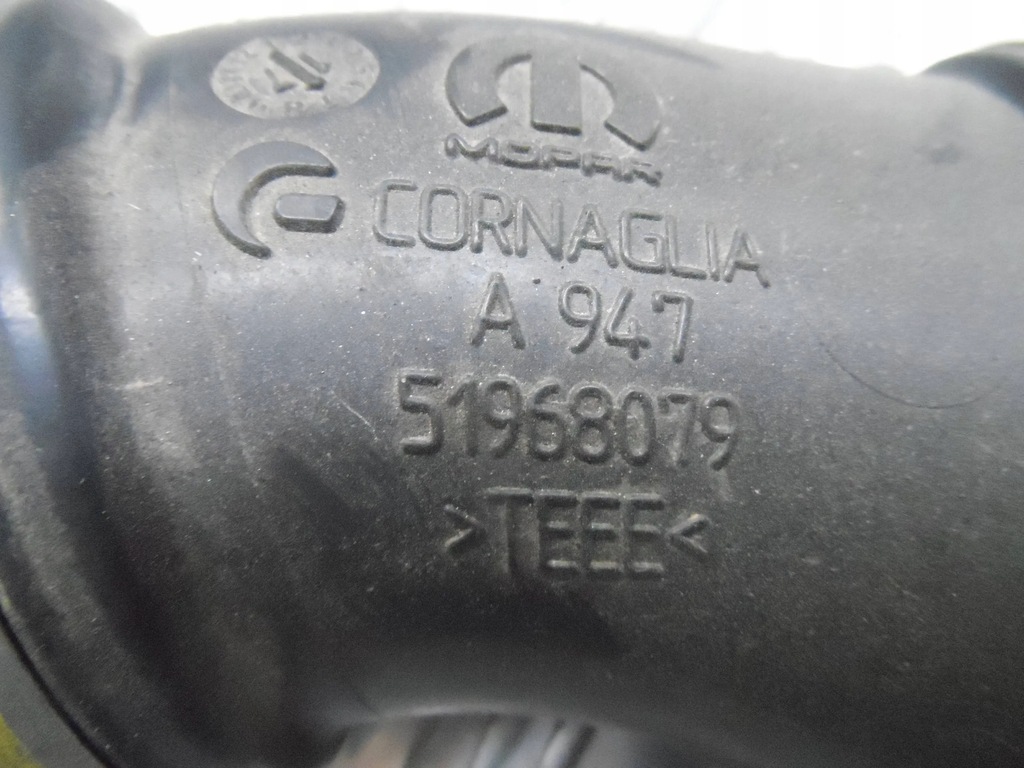 MOPAR
CORNAGLIA
A 947
51968079
>TEEE<